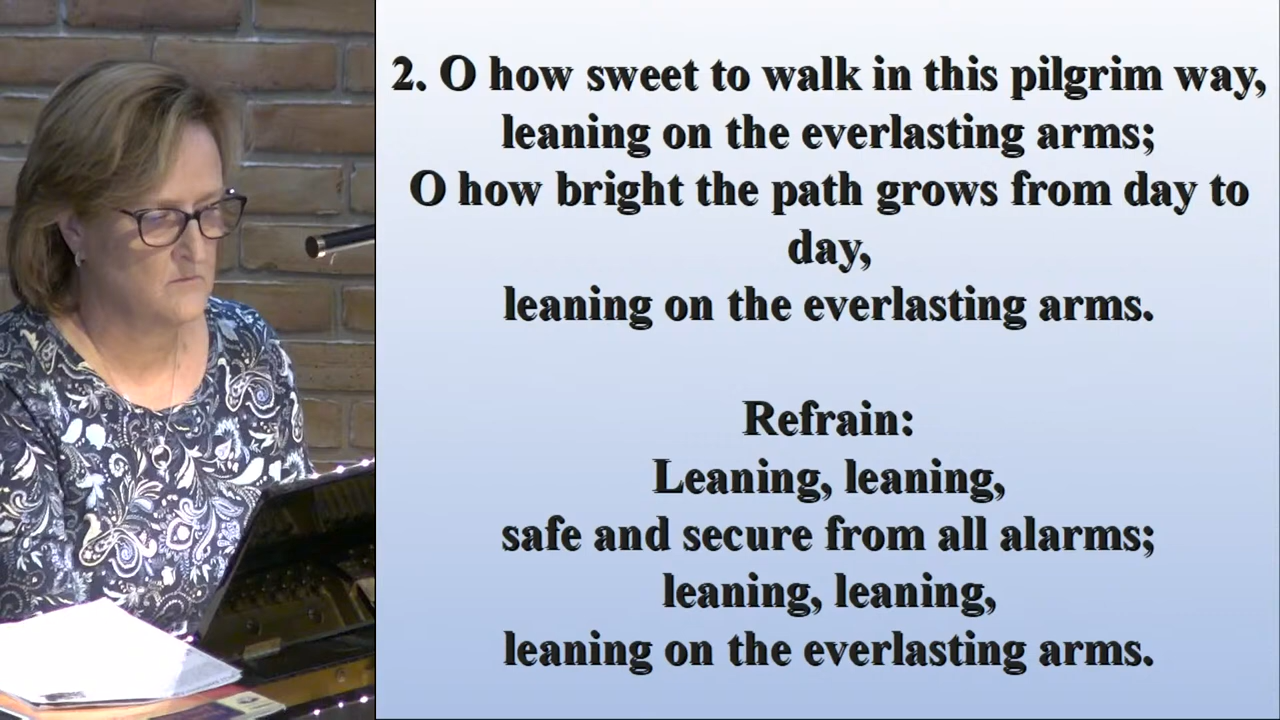 2. O how sweet to walk in this pilgrim way,
leaning on the everlasting arms;
O how bright the path grows from day to
day,
leaning on the everlasting arms.
Refrain:
Leaning, leaning,
safe and secure from all alarms;
leaning, leaning,
leaning on the everlasting arms.